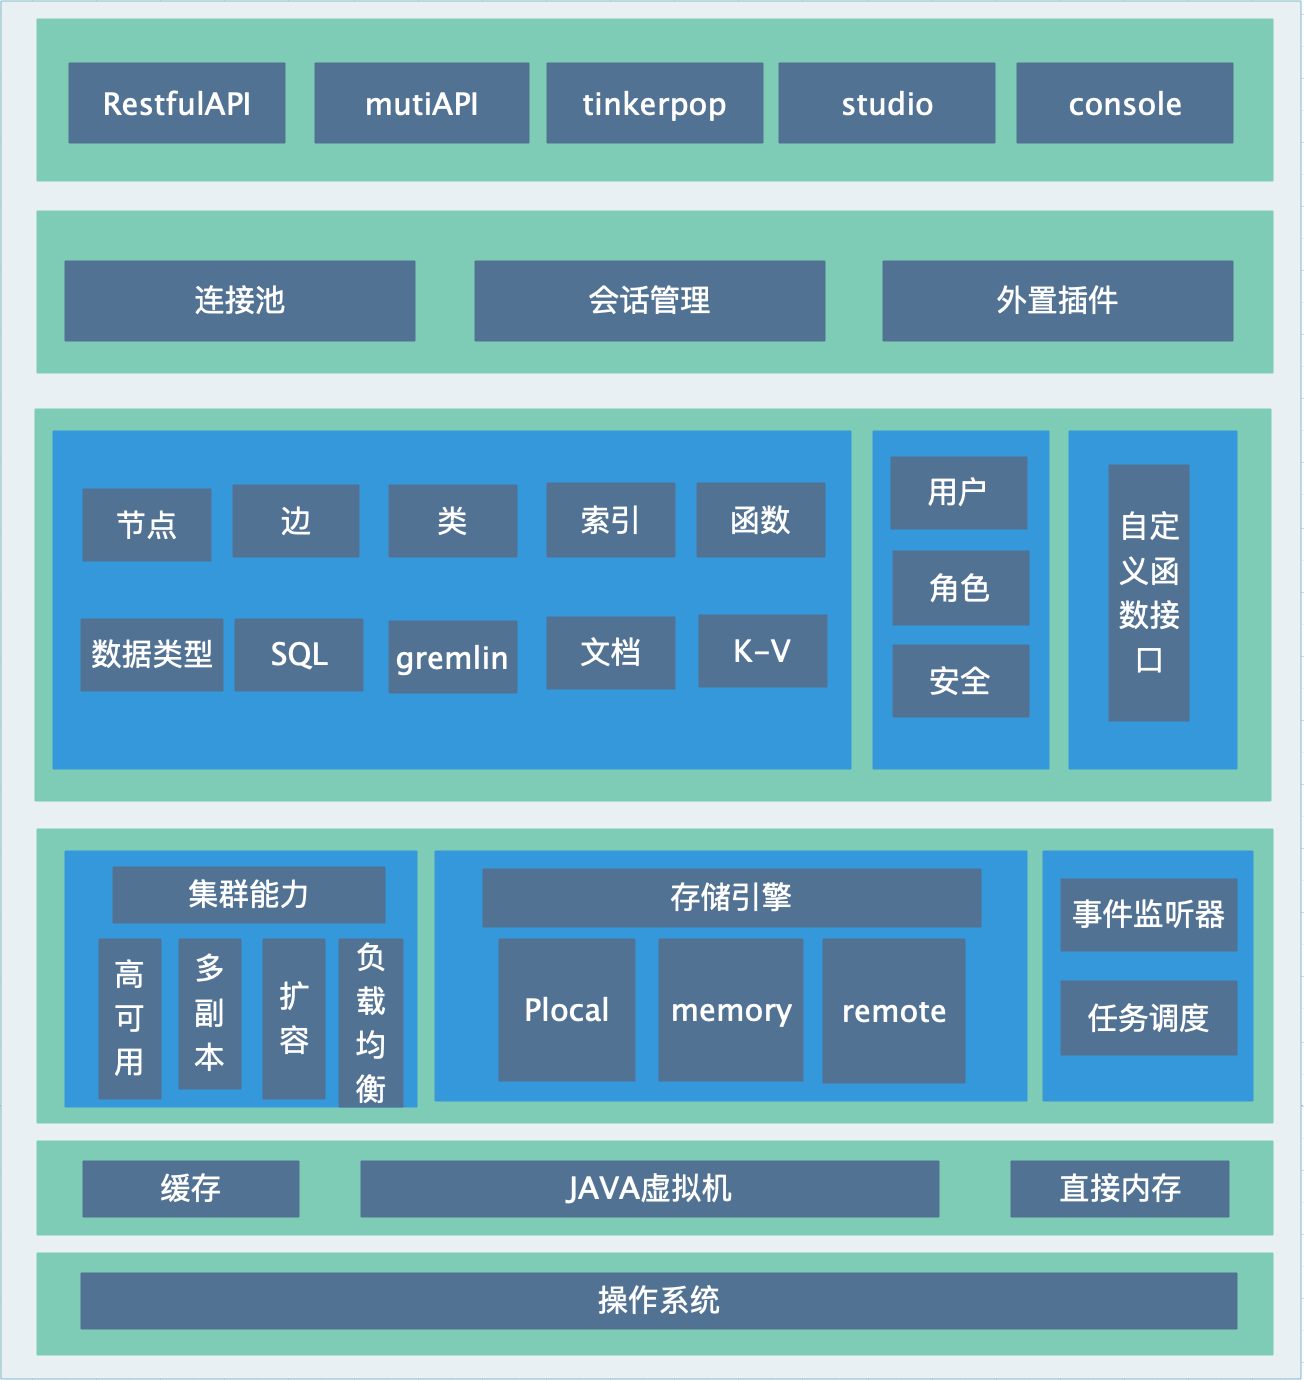 RestfulAPI
mutiAPI
tinkerpop
studio
console
连接池
会话管理
外置插件
节点
边
类
索引
函数
数据类型
SQL
gremlin
文档
K-V
用户
角色
安全
自定
义函
数接
口
集群能力
高
可
用
多
副
本
扩
容
负
载
均
衡
存储引擎
Plocal
memory
remote
事件监听器
任务调度
缓存
JAVA虚拟机
直接内存
操作系统